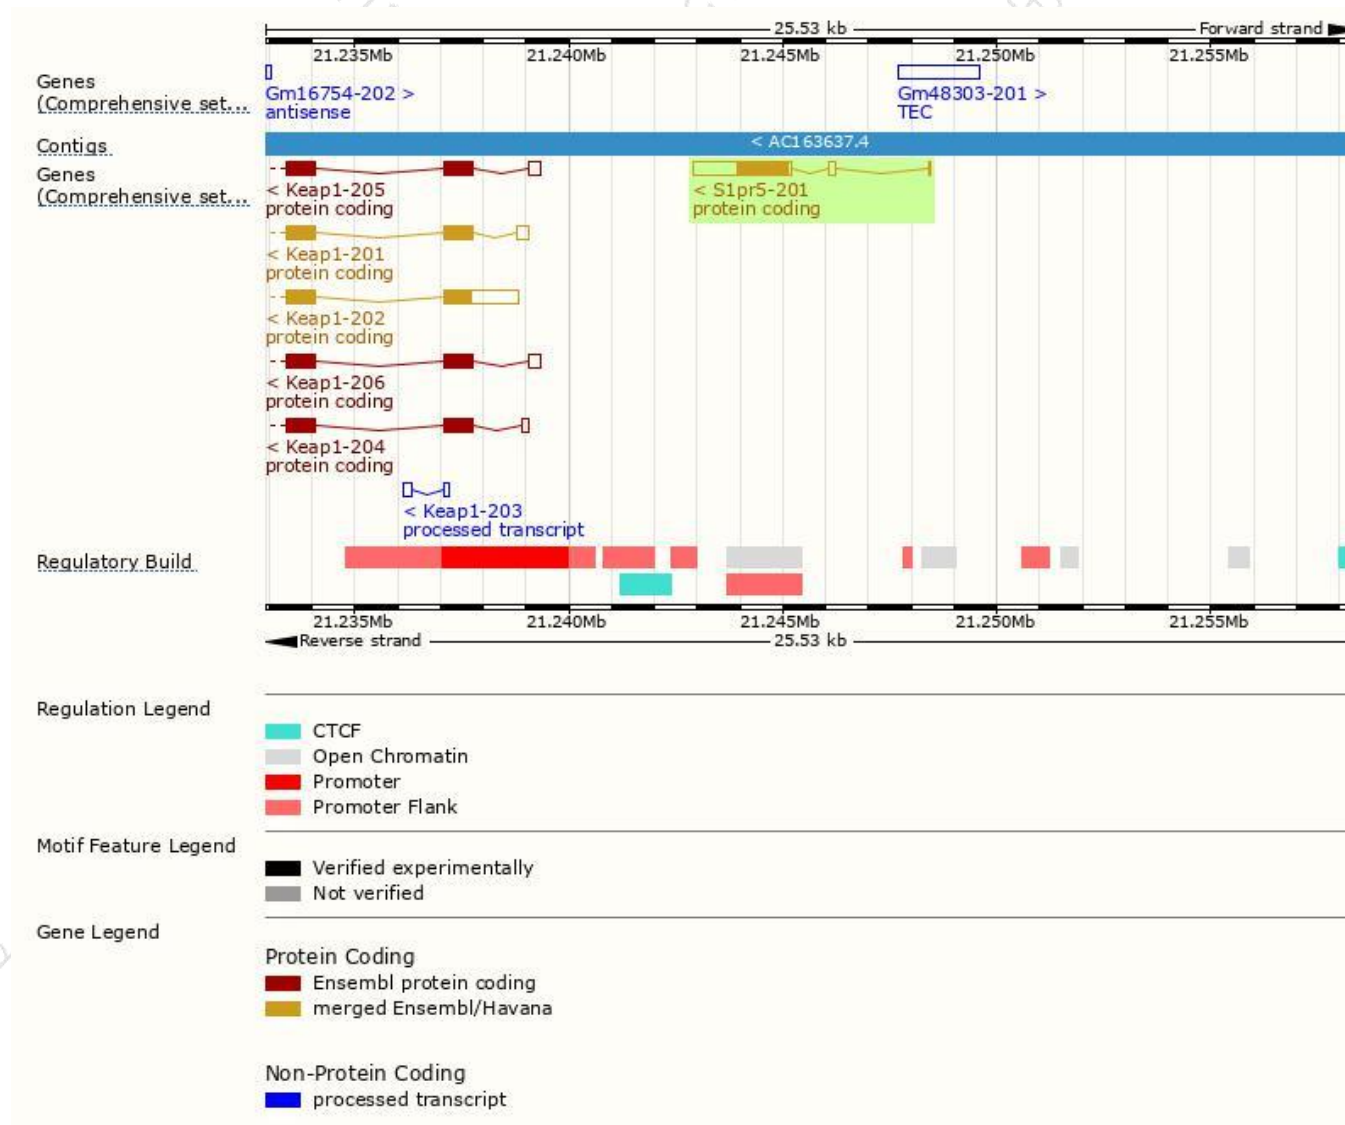 25.53 kb Forward strand
21.235Mb 21.240Mb 21.245Mb 21.250Mb 21.255Mb
Genes
(Comprehensive set...
Gm16754-202 >
antisense
Gm48303-201 >
TEC
Contigs
< AC163637.4
Genes
(Comprehensive set...
< Keap1-205
protein coding
< S1pr5-201
protein coding
< Keap1-201
protein coding
< Keap1-202
protein coding
< Keap1-206
protein coding
< Keap1-204
protein coding
< Keap1-203
processed transcript
Regulatory Build
21.235Mb 21.240Mb 21.245Mb 21.250Mb 21.255Mb
Reverse strand 25.53 kb
Regulation Legend
CTCF
Open Chromatin
Promoter
Promoter Flank
Motif Feature Legend
Verified experimentally
Not verified
Gene Legend
Protein Coding
Ensembl protein coding
merged Ensembl/Havana
Non-Protein Coding
processed transcript